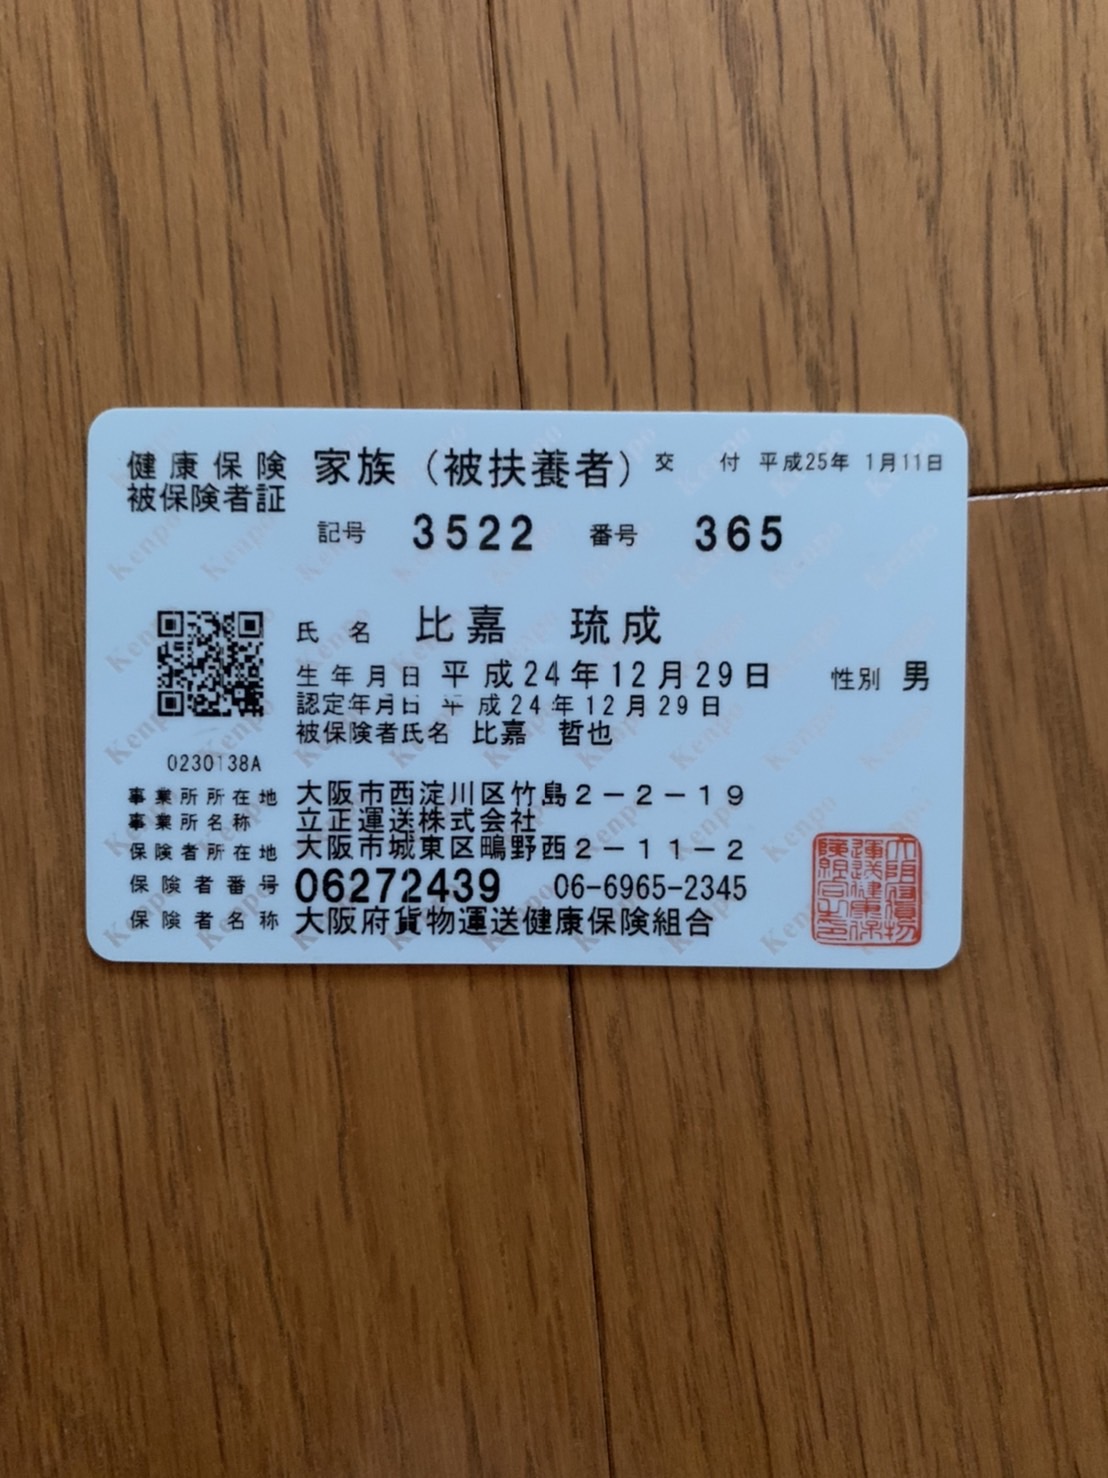 健康保険 家族（被扶養者） 交付 平成25年 1月11日
被保険者証
記号 3522 番号 365
氏名 比嘉 琉成
生年月日 平成24年12月29日 性別 男
認定年月日 平成24年12月29日
被保険者氏名 比嘉 哲也
0230138A
事業所所在地 大阪市西淀川区竹島２－２－１９
事業所名称 立正運送株式会社
保険者所在地 大阪市城東区鴫野西２－１１－２
保険者番号 06272439 06-6965-2345
保険者名称 大阪府貨物運送健康保険組合